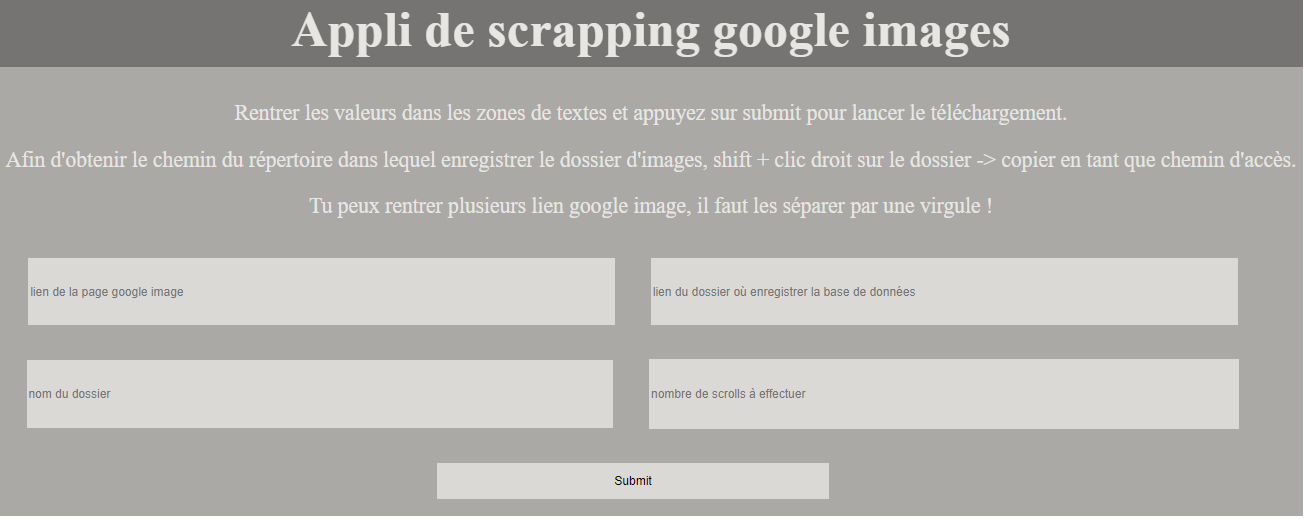 Appli de scrapping google images
Rentrer les valeurs dans les zones de textes et appuyez sur submit pour lancer le téléchargement.
Afin d'obtenir le chemin du répertoire dans lequel enregistrer le dossier d'images, shift + clic droit sur le dossier -> copier en tant que chemin d'accès.
Tu peux rentrer plusieurs lien google image, il faut les séparer par une virgule !
lien de la page google image
lien du dossier où enregistrer la base de données
nom du dossier
nombre de scrolls à effectuer
Submit